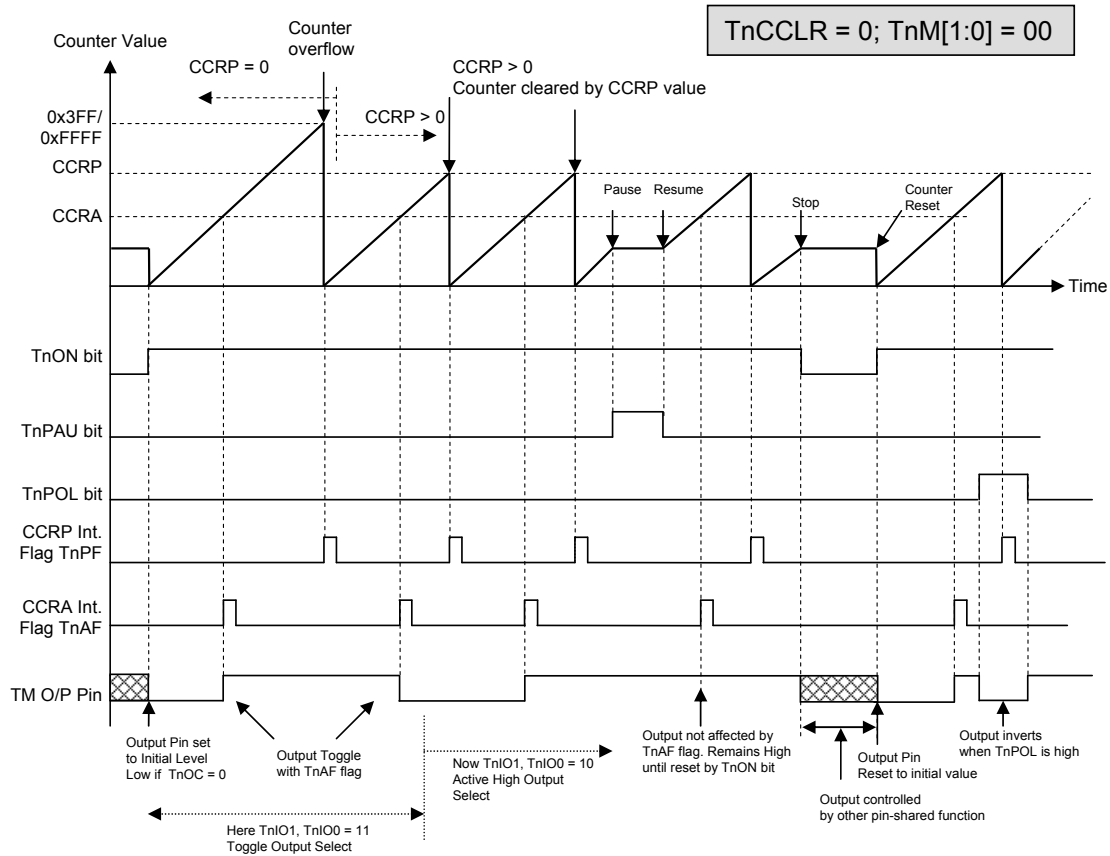 TnCCLR = 0; TnM[1:0] = 00
Counter Value
Counter
overflow
CCRP = 0
CCRP > 0
Counter cleared by CCRP value
0x3FF/
0xFFFF
CCRP > 0
CCRP
CCRA
Pause
Resume
Stop
Counter
Reset
Time
TnON bit
TnPAU bit
TnPOL bit
CCRP Int.
Flag TnPF
CCRA Int.
Flag TnAF
TM O/P Pin
Output Pin set
to Initial Level
Low if TnOC = 0
Output Toggle
with TnAF flag
Now TnIO1, TnIO0 = 10
Active High Output
Select
Output not affected by
TnAF flag. Remains High
until reset by TnON bit
Output Pin
Reset to initial value
Output inverts
when TnPOL is high
Output controlled
by other pin-shared function
Here TnIO1, TnIO0 = 11
Toggle Output Select